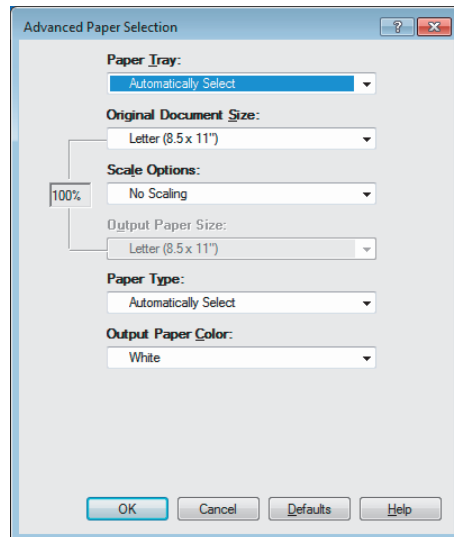 Advanced Paper Selection
Paper Tray:
Automatically Select
Original Document Size:
Letter (8.5 x 11")
Scale Options:
100%
No Scaling
Output Paper Size:
Letter (8.5 x 11")
Paper Type:
Automatically Select
Output Paper Color:
White
OK Cancel Defaults Help